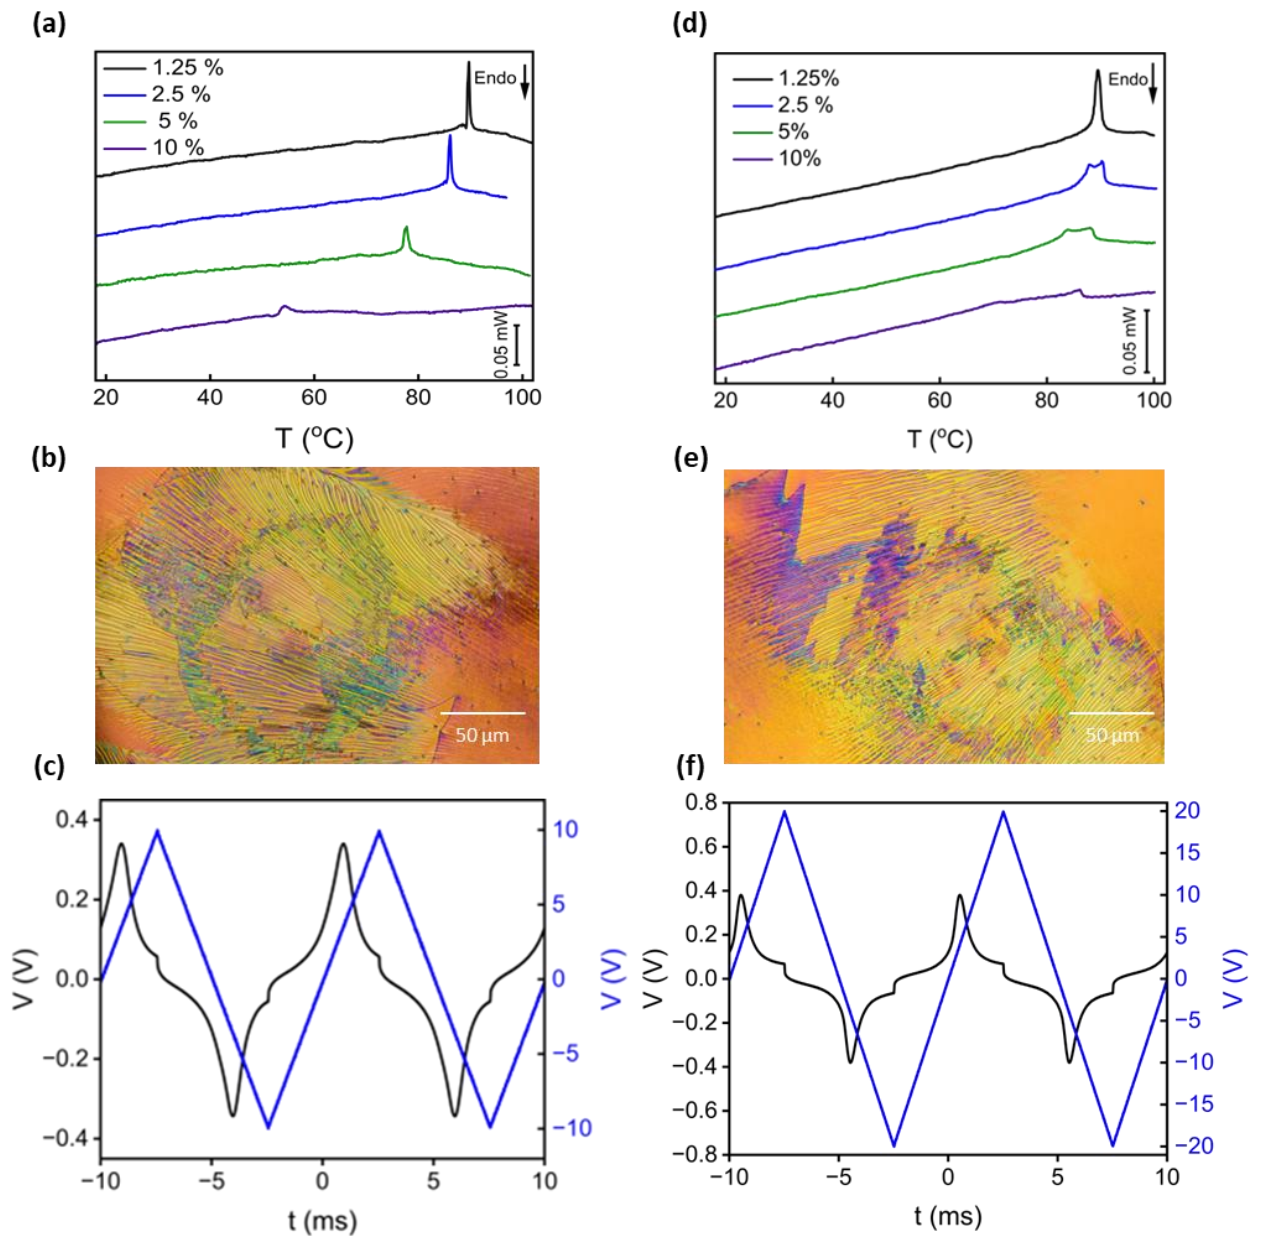 (a)
1.25 %
2.5 %
5 %
10 %
Endo
0.05 mW
20 40 60 80 100
T (°C)
(d)
1.25%
2.5 %
5%
10%
Endo
0.05 mW
20 40 60 80 100
T (°C)
(b)
50 µm
(e)
50 µm
(c)
0.4
0.2
0.0
−0.2
−0.4
V (V)
10
5
0
−5
−10
V (V)
−10 −5 0 5 10
t (ms)
(f)
0.8
0.6
0.4
0.2
0.0
−0.2
−0.4
−0.6
−0.8
V (V)
20
15
10
5
0
−5
−10
−15
−20
V (V)
−10 −5 0 5 10
t (ms)